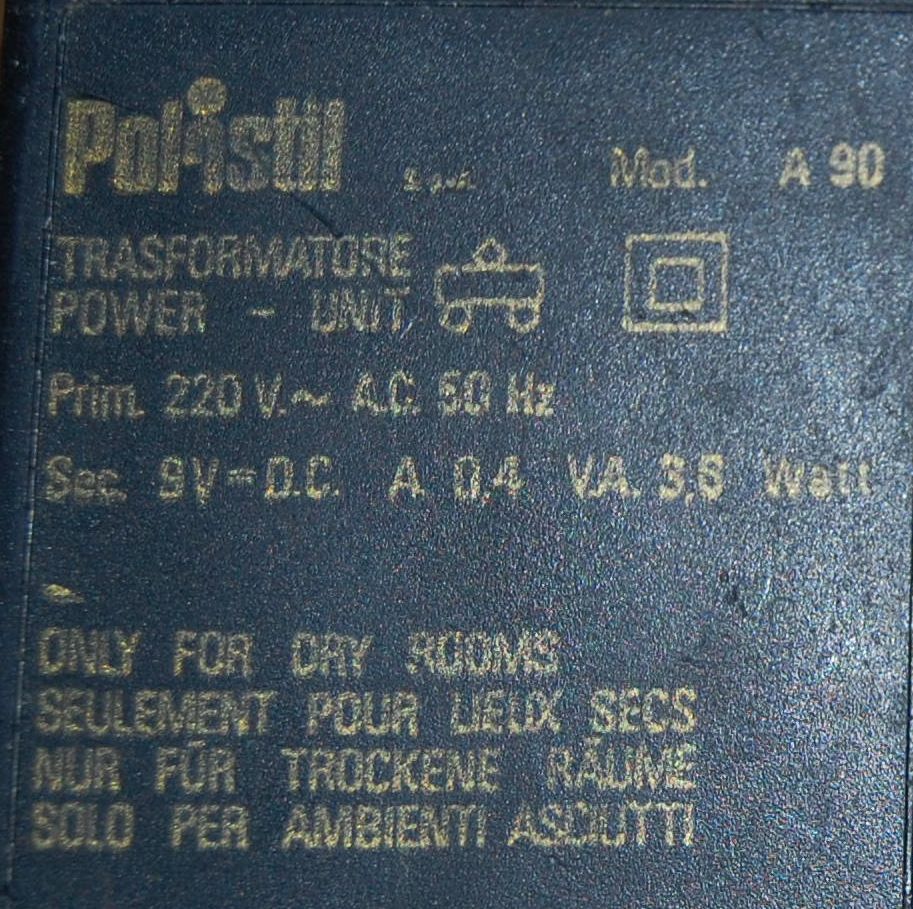 Polistil s.p.a. Mod. A 90
TRASFORMATORE
POWER - UNIT
Prim. 220 V.~ A.C. 50 Hz
Sec. 9V=D.C. A. 0,4 V.A. 3,6 Watt
ONLY FOR DRY ROOMS
SEULEMENT POUR LIEUX SECS
NUR FÜR TROCKENE RÄUME
SOLO PER AMBIENTI ASCIUTTI